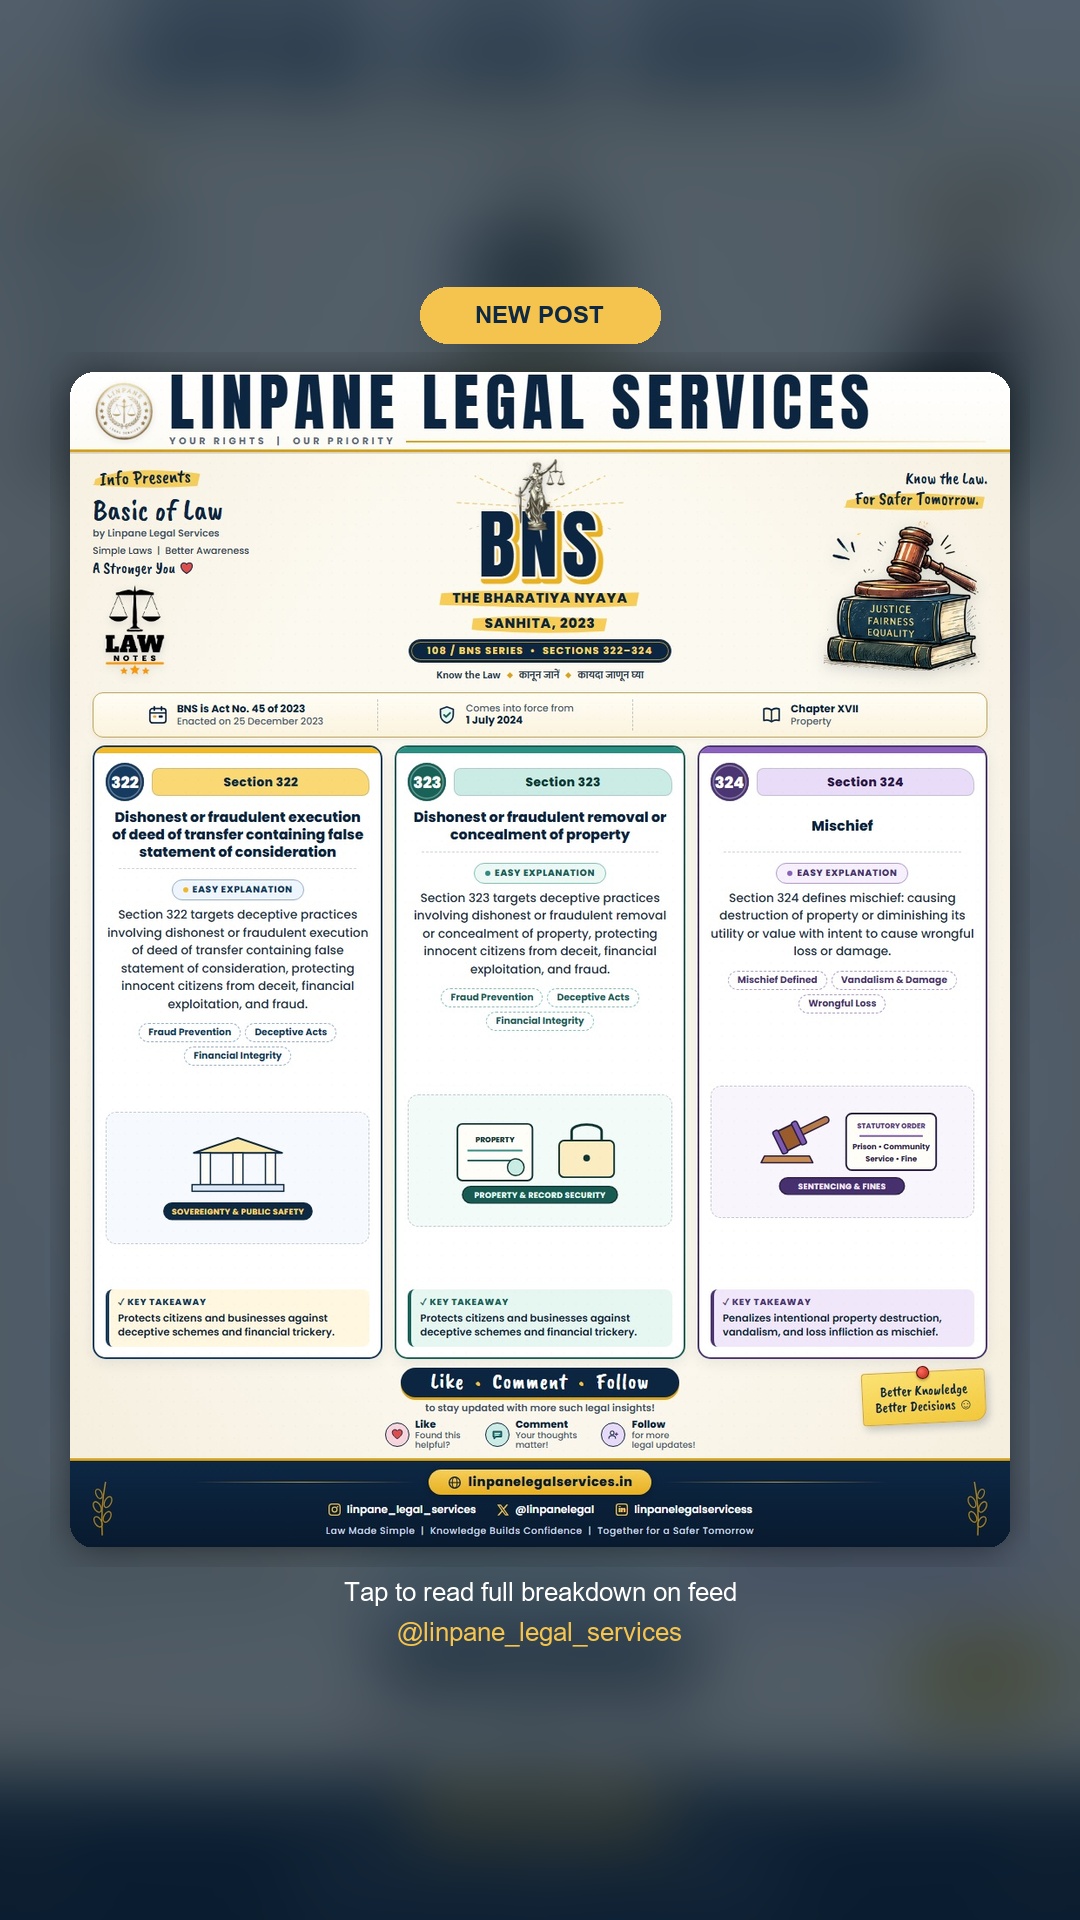 NEW POST
LINPANE LEGAL SERVICES
YOUR RIGHTS | OUR PRIORITY
Info Presents
Basic of Law
by Linpane Legal Services
Simple Laws | Better Awareness
A Stronger You
LAW
NOTES
BNS
THE BHARATIYA NYAYA
SANHITA, 2023
108 / BNS SERIES • SECTIONS 322–324
Know the Law ◆ कानून जानें ◆ कायदा जाणून घ्या
Know the Law.
For Safer Tomorrow.
JUSTICE
FAIRNESS
EQUALITY
BNS is Act No. 45 of 2023
Enacted on 25 December 2023
Comes into force from
1 July 2024
Chapter XVII
Property
322
Section 322
Dishonest or fraudulent execution
of deed of transfer containing false
statement of consideration
EASY EXPLANATION
Section 322 targets deceptive practices
involving dishonest or fraudulent execution
of deed of transfer containing false
statement of consideration, protecting
innocent citizens from deceit, financial
exploitation, and fraud.
Fraud Prevention
Deceptive Acts
Financial Integrity
SOVEREIGNTY & PUBLIC SAFETY
✓ KEY TAKEAWAY
Protects citizens and businesses against
deceptive schemes and financial trickery.
323
Section 323
Dishonest or fraudulent removal or
concealment of property
EASY EXPLANATION
Section 323 targets deceptive practices
involving dishonest or fraudulent removal
or concealment of property, protecting
innocent citizens from deceit, financial
exploitation, and fraud.
Fraud Prevention
Deceptive Acts
Financial Integrity
PROPERTY
PROPERTY & RECORD SECURITY
✓ KEY TAKEAWAY
Protects citizens and businesses against
deceptive schemes and financial trickery.
324
Section 324
Mischief
EASY EXPLANATION
Section 324 defines mischief: causing
destruction of property or diminishing its
utility or value with intent to cause wrongful
loss or damage.
Mischief Defined
Vandalism & Damage
Wrongful Loss
STATUTORY ORDER
Prison • Community
Service • Fine
SENTENCING & FINES
✓ KEY TAKEAWAY
Penalizes intentional property destruction,
vandalism, and loss infliction as mischief.
Like • Comment • Follow
to stay updated with more such legal insights!
Like
Found this
helpful?
Comment
Your thoughts
matter!
Follow
for more
legal updates!
Better Knowledge
Better Decisions ☺
linpanelegalservices.in
linpane_legal_services
@linpanelegal
linpanelegalservicess
Law Made Simple | Knowledge Builds Confidence | Together for a Safer Tomorrow
Tap to read full breakdown on feed
@linpane_legal_services